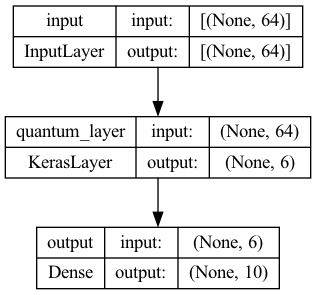 input input: [(None, 64)]
InputLayer output: [(None, 64)]
quantum_layer input: (None, 64)
KerasLayer output: (None, 6)
output input: (None, 6)
Dense output: (None, 10)